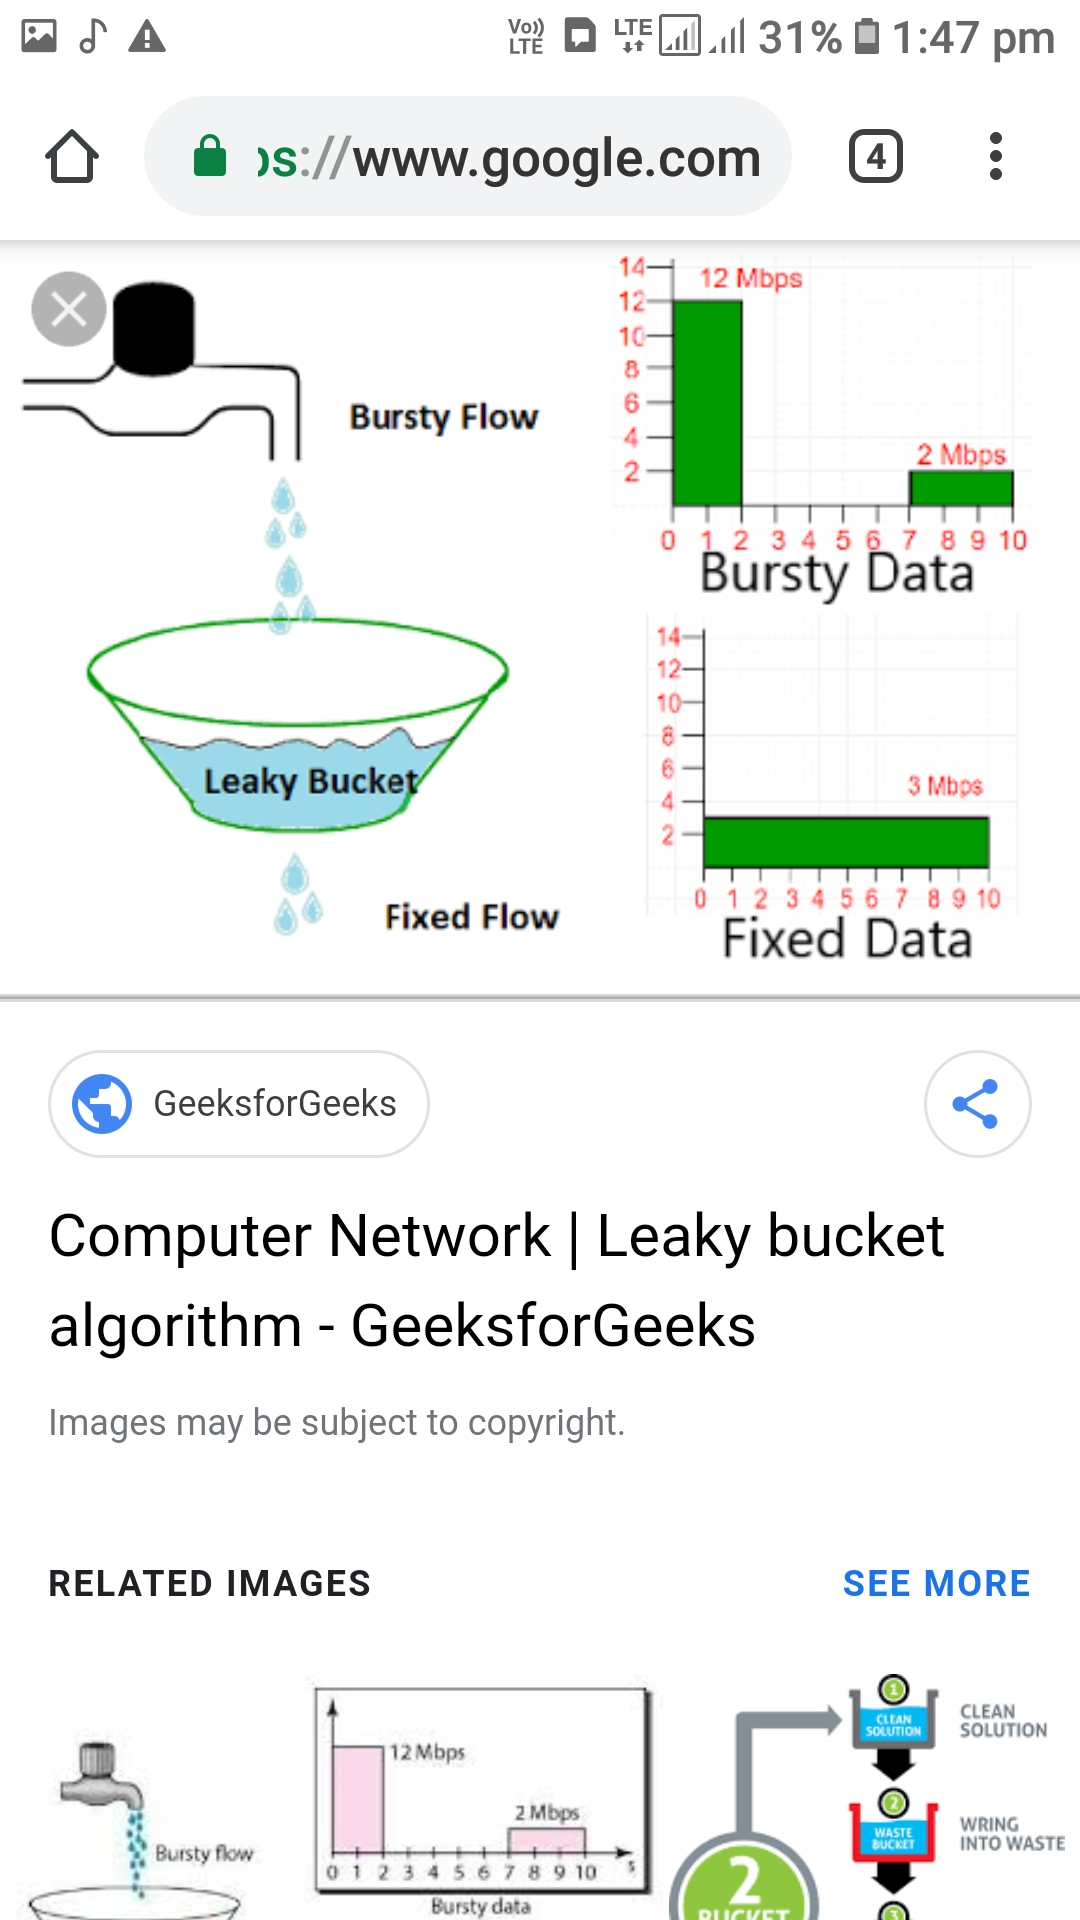 Vo)) LTE LTE 31% 1:47 pm
ps://www.google.com 4
14 12 Mbps
12
10
8
6
4
2 2 Mbps
0 1 2 3 4 5 6 7 8 9 10
Bursty Data
Bursty Flow
Leaky Bucket
Fixed Flow
14
12
10
8
6
4 3 Mbps
2
0 1 2 3 4 5 6 7 8 9 10
Fixed Data
GeeksforGeeks
Computer Network | Leaky bucket
algorithm - GeeksforGeeks
Images may be subject to copyright.
RELATED IMAGES SEE MORE
Bursty flow
12 Mbps
2 Mbps
0 1 2 3 4 5 6 7 8 9 10 s
Bursty data
2
BUCKET
1
CLEAN
SOLUTION
CLEAN
SOLUTION
2
WASTE
BUCKET
WRING
INTO WASTE
3